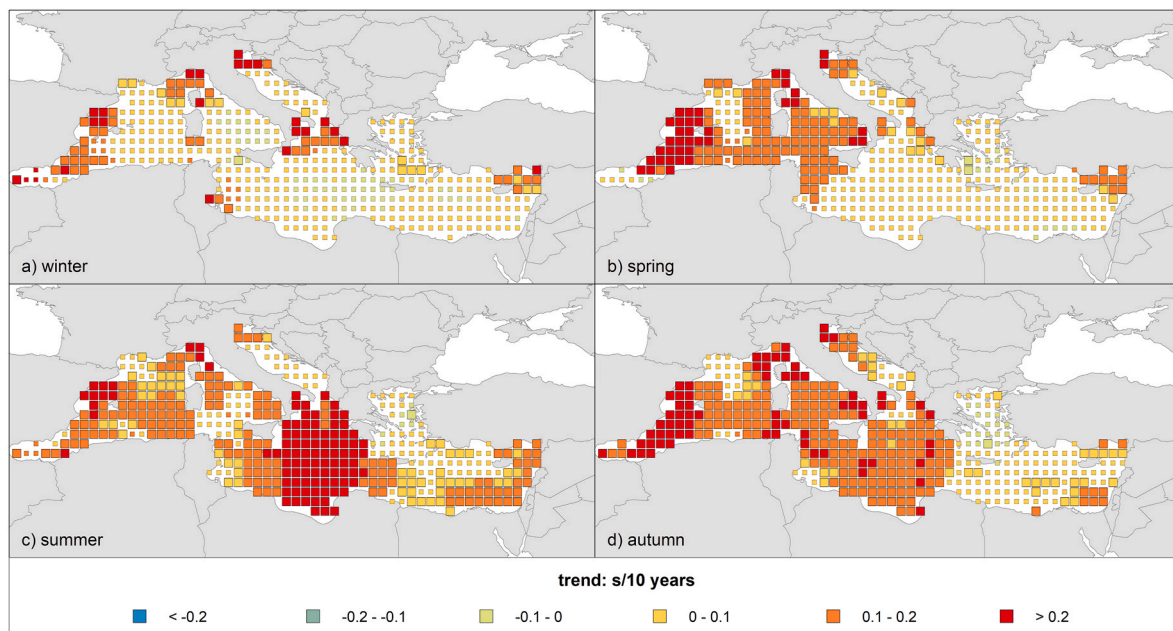 a) winter
b) spring
c) summer
d) autumn
trend: s/10 years
< -0.2
-0.2 - -0.1
-0.1 - 0
0 - 0.1
0.1 - 0.2
> 0.2